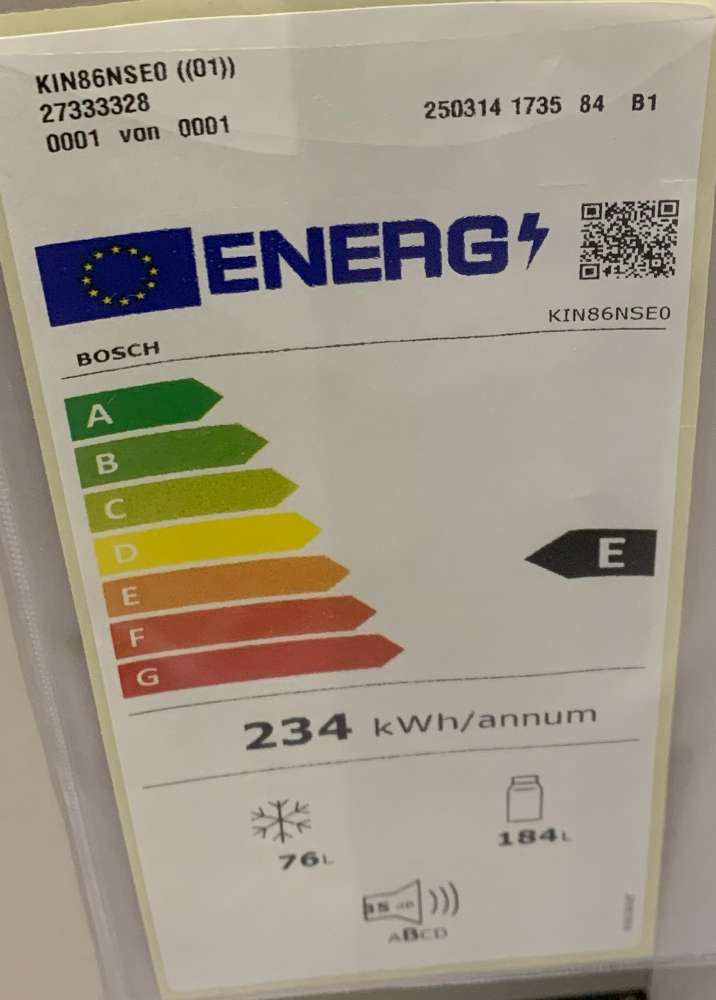 KIN86NSE0 ((01))
27333328
0001 von 0001
250314 1735 84 B1
ENERG
KIN86NSE0
BOSCH
A
B
C
D
E
E
F
G
234 kWh/annum
76L
184L
dB
ABCD